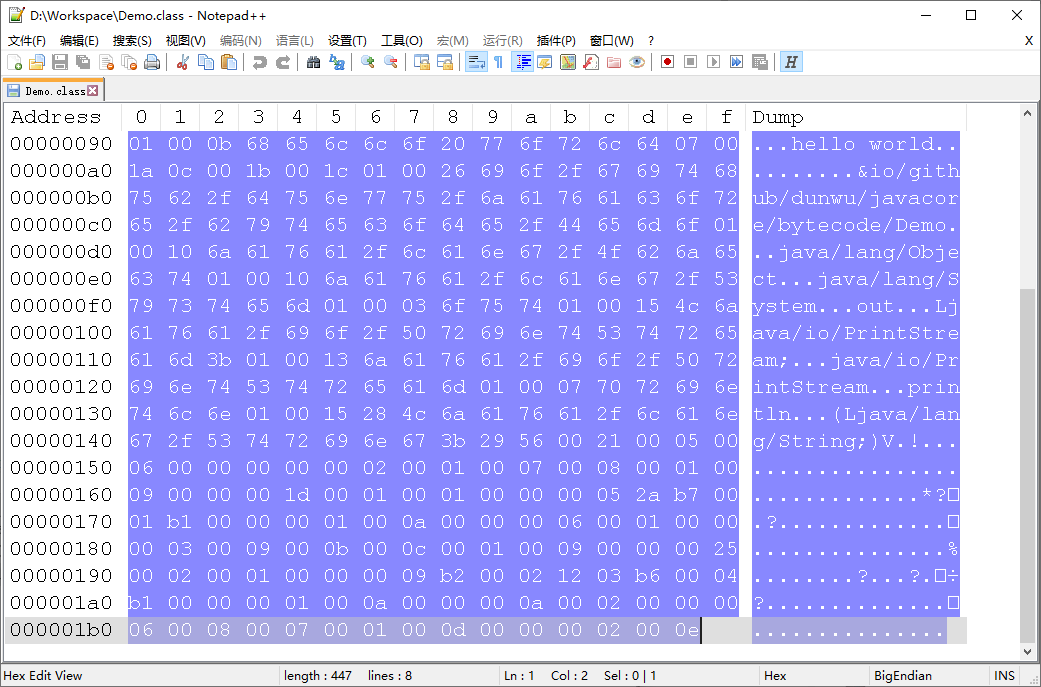 D:\Workspace\Demo.class - Notepad++
文件(F) 编辑(E) 搜索(S) 视图(V) 编码(N) 语言(L) 设置(T) 工具(O) 宏(M) 运行(R) 插件(P) 窗口(W) ? X
Demo.class
Address 0 1 2 3 4 5 6 7 8 9 a b c d e f Dump
00000090 01 00 0b 68 65 6c 6c 6f 20 77 6f 72 6c 64 07 00 ...hello world..
000000a0 1a 0c 00 1b 00 1c 01 00 26 69 6f 2f 67 69 74 68 ........&io/gith
000000b0 75 62 2f 64 75 6e 77 75 2f 6a 61 76 61 63 6f 72 ub/dunwu/javacor
000000c0 65 2f 62 79 74 65 63 6f 64 65 2f 44 65 6d 6f 01 e/bytecode/Demo.
000000d0 00 10 6a 61 76 61 2f 6c 61 6e 67 2f 4f 62 6a 65 ..java/lang/Obje
000000e0 63 74 01 00 10 6a 61 76 61 2f 6c 61 6e 67 2f 53 ct...java/lang/S
000000f0 79 73 74 65 6d 01 00 03 6f 75 74 01 00 15 4c 6a ystem...out...Lj
00000100 61 76 61 2f 69 6f 2f 50 72 69 6e 74 53 74 72 65 ava/io/PrintStre
00000110 61 6d 3b 01 00 13 6a 61 76 61 2f 69 6f 2f 50 72 am;...java/io/Pr
00000120 69 6e 74 53 74 72 65 61 6d 01 00 07 70 72 69 6e intStream...prin
00000130 74 6c 6e 01 00 15 28 4c 6a 61 76 61 2f 6c 61 6e tln...(Ljava/lan
00000140 67 2f 53 74 72 69 6e 67 3b 29 56 00 21 00 05 00 g/String;)V.!...
00000150 06 00 00 00 00 00 02 00 01 00 07 00 08 00 01 00 ................
00000160 09 00 00 00 1d 00 01 00 01 00 00 00 05 2a b7 00 .............*?□
00000170 01 b1 00 00 00 01 00 0a 00 00 00 06 00 01 00 00 .?.............□
00000180 00 03 00 09 00 0b 00 0c 00 01 00 09 00 00 00 25 ...............%
00000190 00 02 00 01 00 00 00 09 b2 00 02 12 03 b6 00 04 ........?...?.□÷
000001a0 b1 00 00 00 01 00 0a 00 00 00 0a 00 02 00 00 00 ?..............□
000001b0 06 00 08 00 07 00 01 00 0d 00 00 00 02 00 0e ...............
Hex Edit View length : 447 lines : 8 Ln : 1 Col : 2 Sel : 0 | 1 Hex BigEndian INS